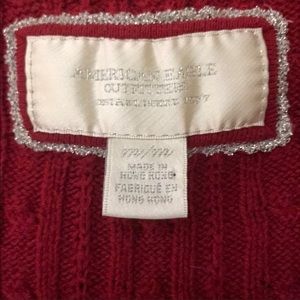 AMERICAN EAGLE
OUTFITTERS
MADE IN
HONG KONG
FABRIQUÉ EN
HONG KONG